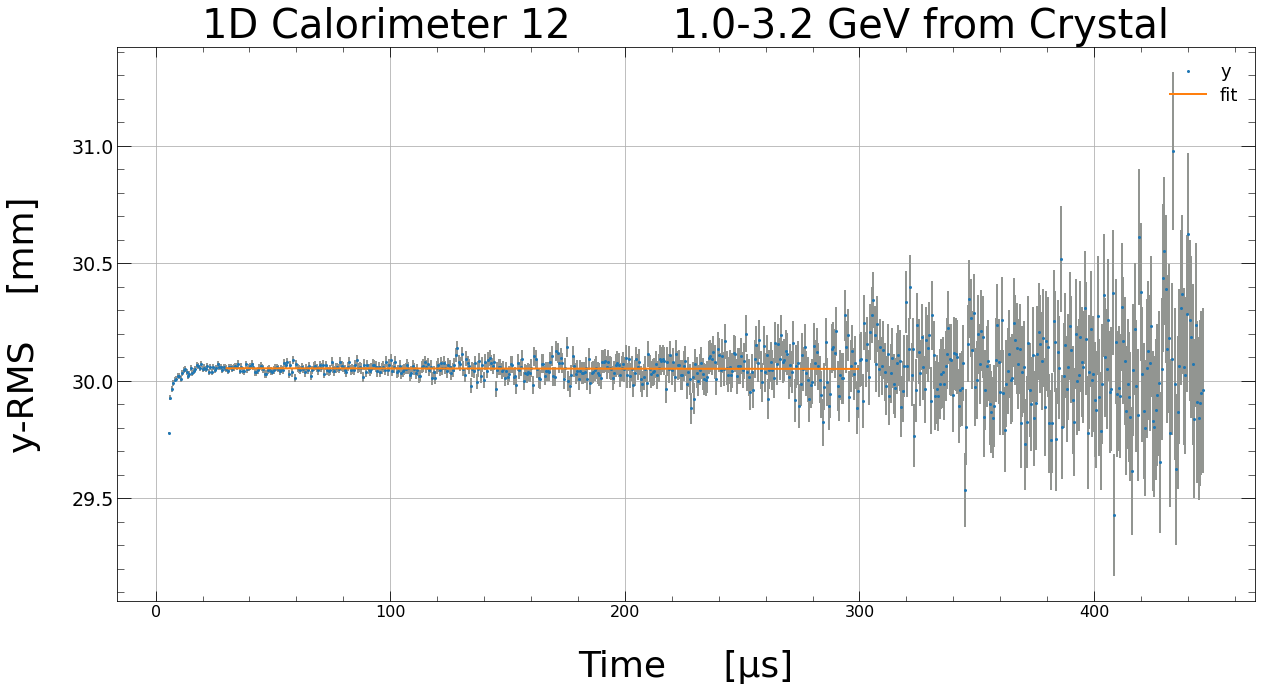 1D Calorimeter 12 1.0-3.2 GeV from Crystal
y
fit
31.0
30.5
30.0
29.5
y-RMS [mm]
0 100 200 300 400
Time [µs]